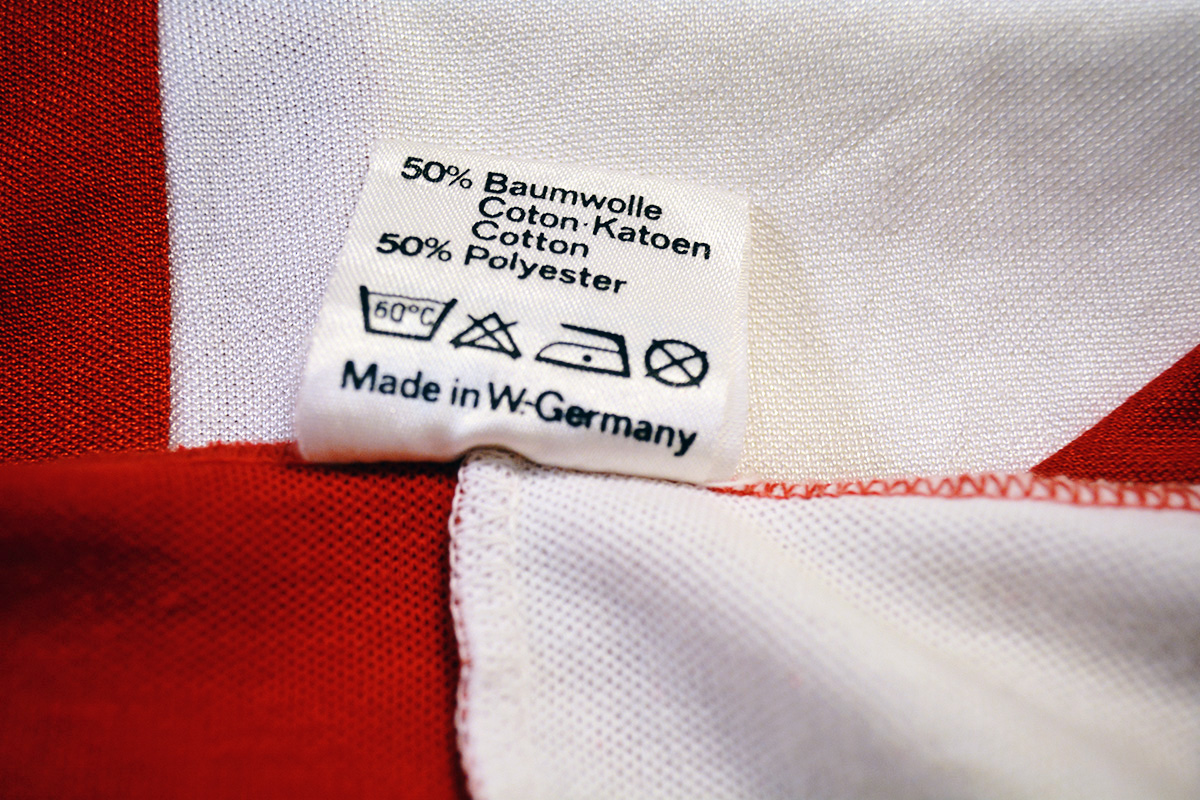 50% Baumwolle
Coton·Katoen
Cotton
50% Polyester
60°C
Made in W.-Germany